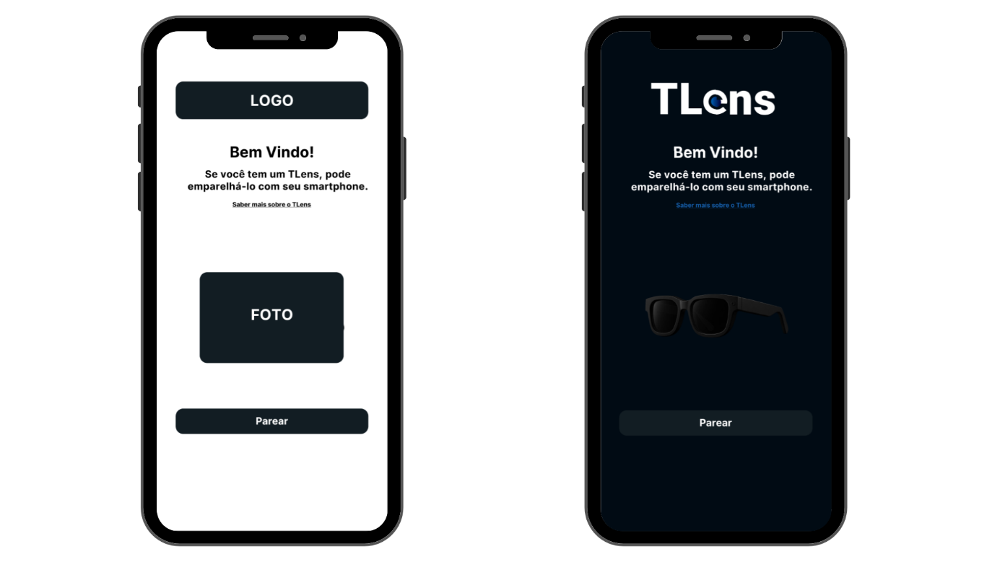 LOGO
Bem Vindo!
Se você tem um TLens, pode
emparelhá-lo com seu smartphone.
Saber mais sobre o TLens
FOTO
Parear
TLens
Bem Vindo!
Se você tem um TLens, pode
emparelhá-lo com seu smartphone.
Saber mais sobre o TLens
Parear